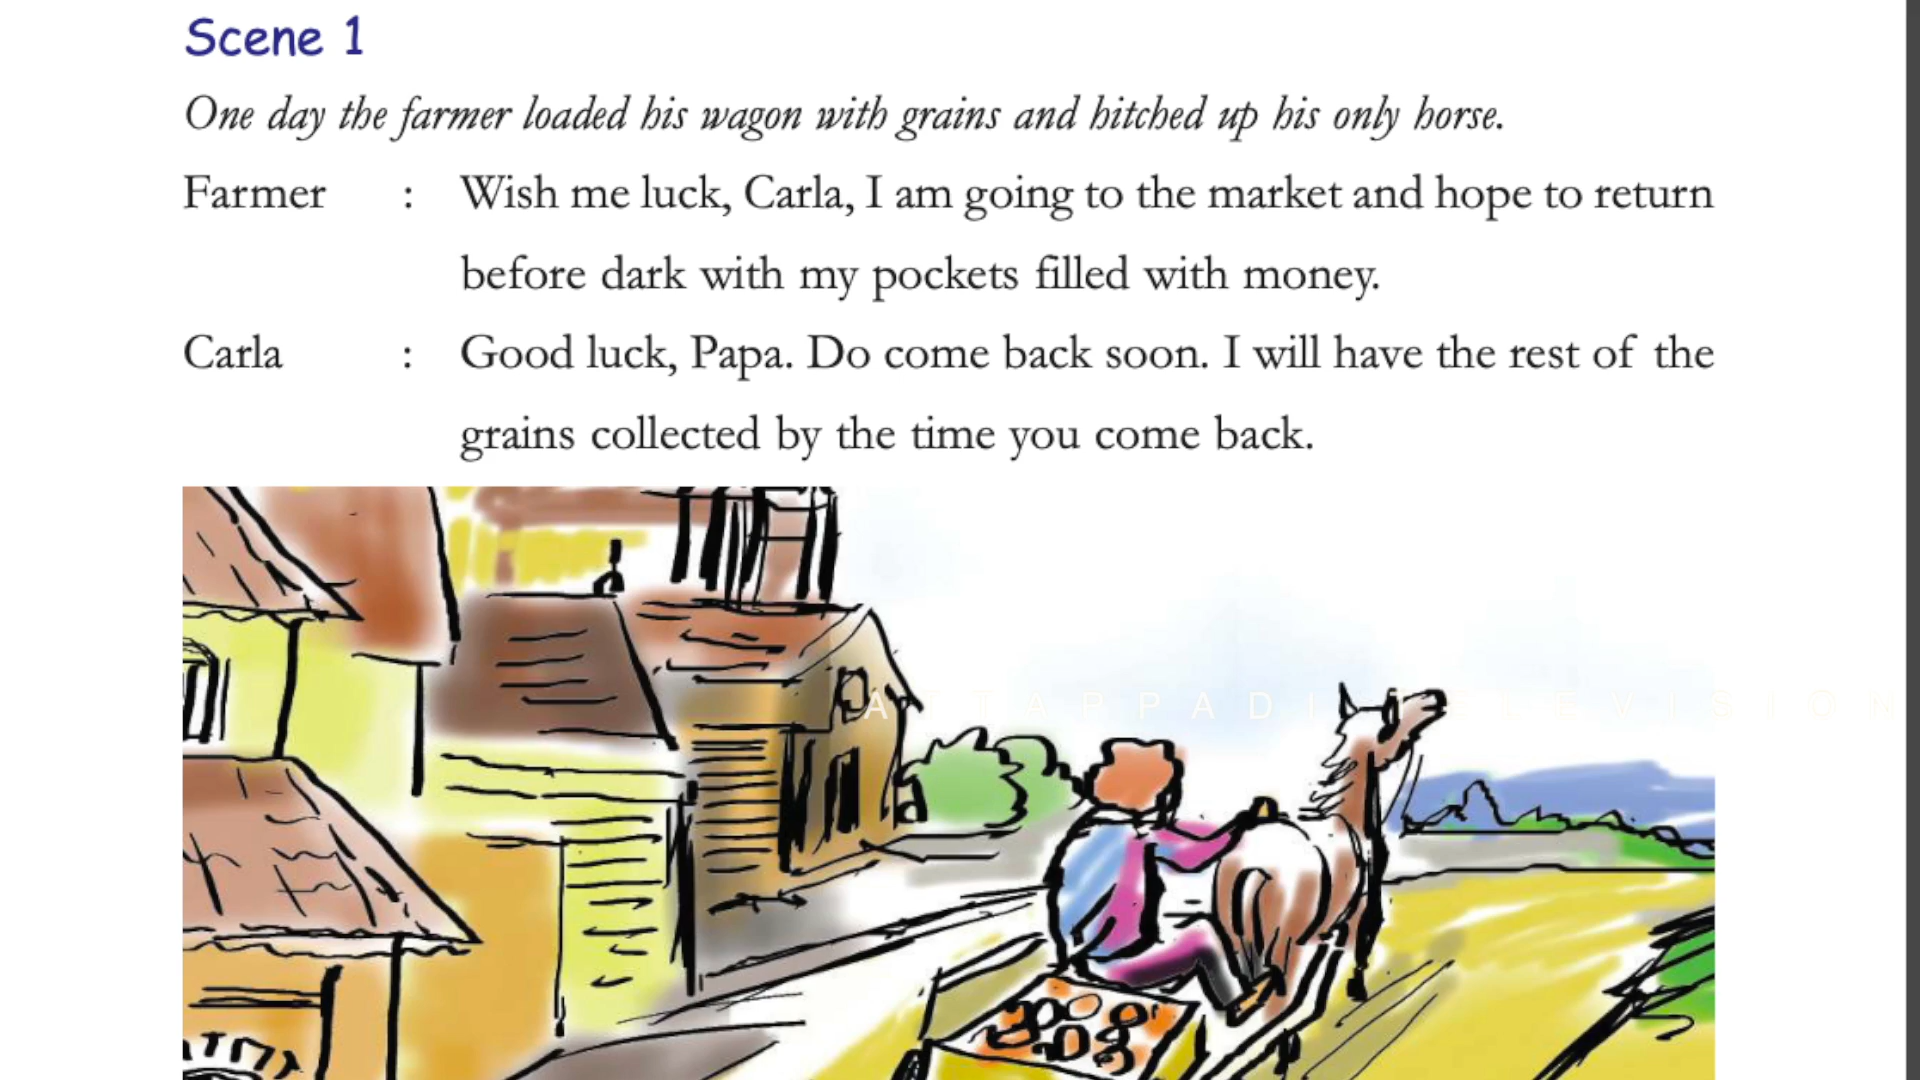 Scene 1
One day the farmer loaded his wagon with grains and hitched up his only horse.
Farmer : Wish me luck, Carla, I am going to the market and hope to return
before dark with my pockets filled with money.
Carla : Good luck, Papa. Do come back soon. I will have the rest of the
grains collected by the time you come back.
ATTAPPADI TELEVISION